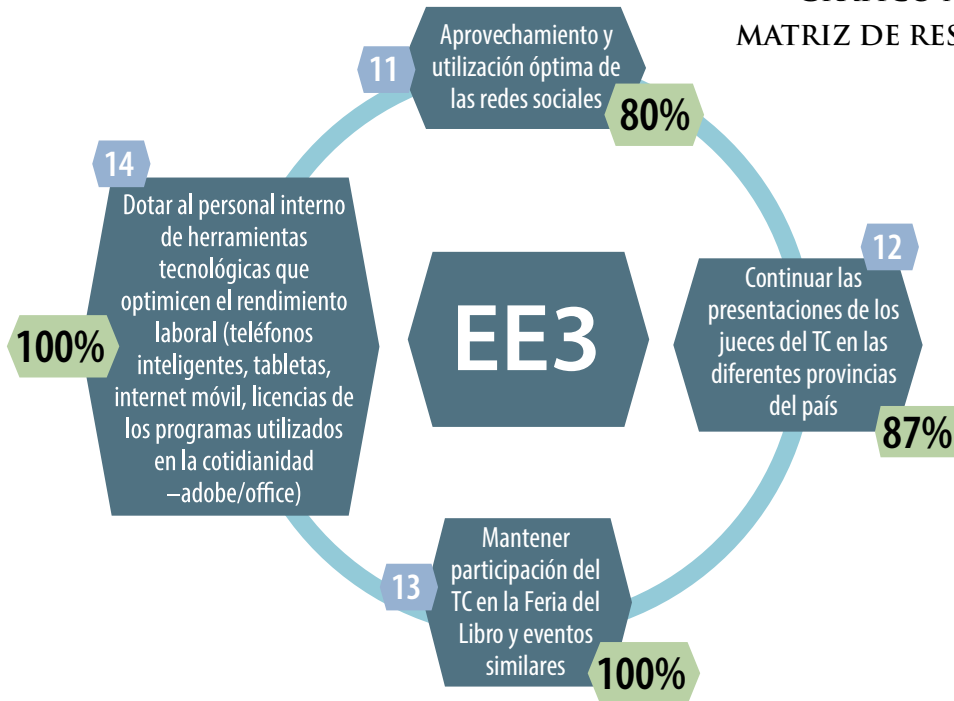 MATRIZ DE RES
11
Aprovechamiento y
utilización óptima de
las redes sociales
80%
14
Dotar al personal interno
de herramientas
tecnológicas que
optimicen el rendimiento
laboral (teléfonos
inteligentes, tabletas,
internet móvil, licencias de
los programas utilizados
en la cotidianidad
–adobe/office)
100%
EE3
12
Continuar las
presentaciones de los
jueces del TC en las
diferentes provincias
del país
87%
13
Mantener
participación del
TC en la Feria del
Libro y eventos
similares
100%